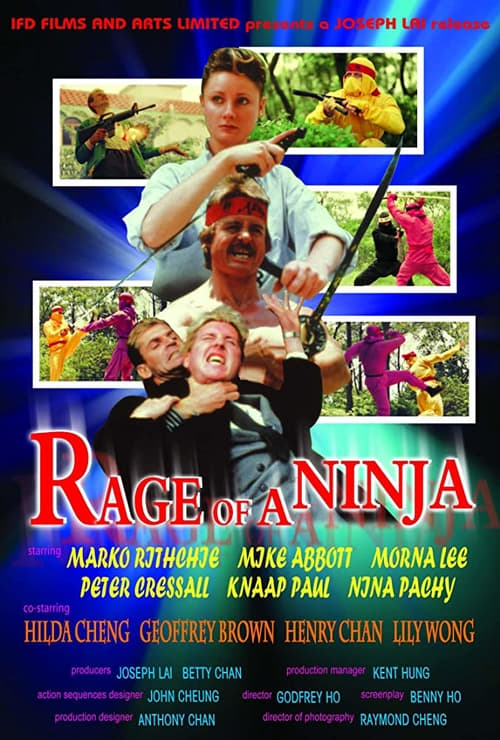 IFD FILMS AND ARTS LIMITED presents a JOSEPH LAI release
RAGE OF A NINJA
starring MARKO RITHCHIE MIKE ABBOTT MORNA LEE
PETER CRESSALL KNAAP PAUL NINA PACHY
co-starring
HILDA CHENG GEOFFREY BROWN HENRY CHAN LILY WONG
producers JOSEPH LAI BETTY CHAN production manager KENT HUNG
action sequences designer JOHN CHEUNG director GODFREY HO screenplay BENNY HO
production designer ANTHONY CHAN director of photography RAYMOND CHENG